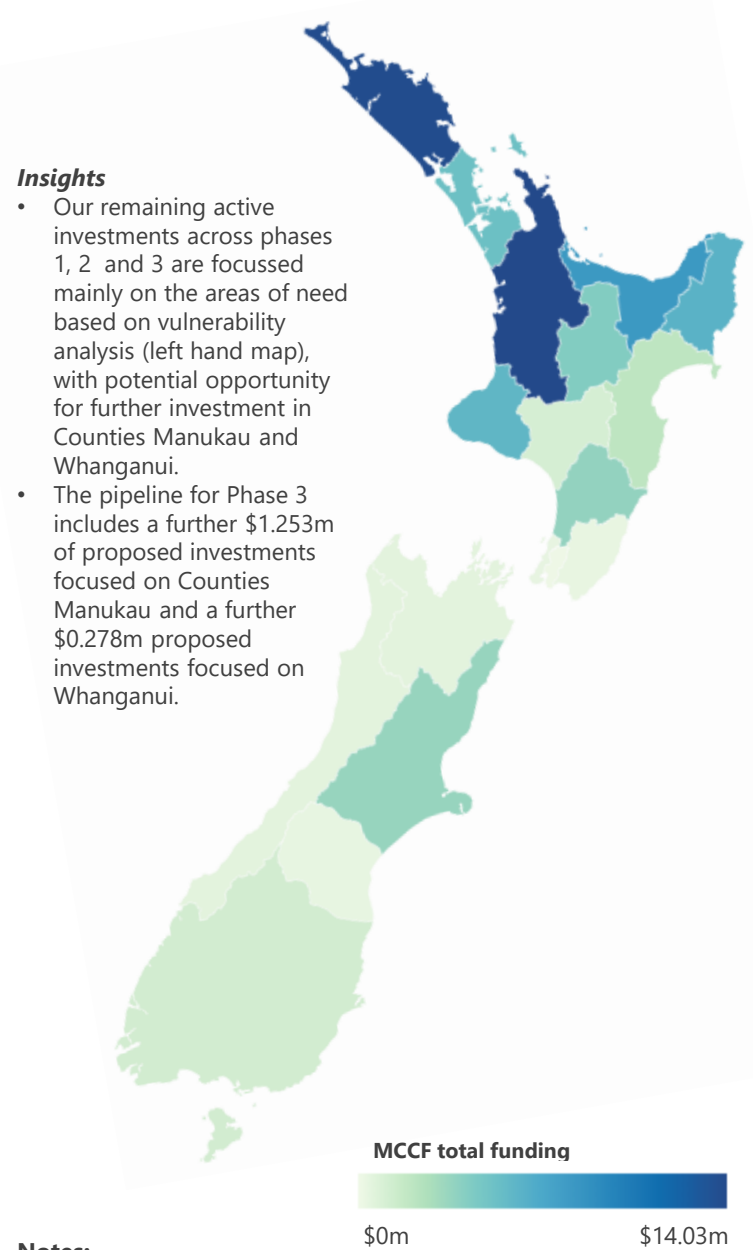 Insights
• Our remaining active
investments across phases
1, 2 and 3 are focussed
mainly on the areas of need
based on vulnerability
analysis (left hand map),
with potential opportunity
for further investment in
Counties Manukau and
Whanganui.
• The pipeline for Phase 3
includes a further $1.253m
of proposed investments
focused on Counties
Manukau and a further
$0.278m proposed
investments focused on
Whanganui.
MCCF total funding
$0m $14.03m
Notes: